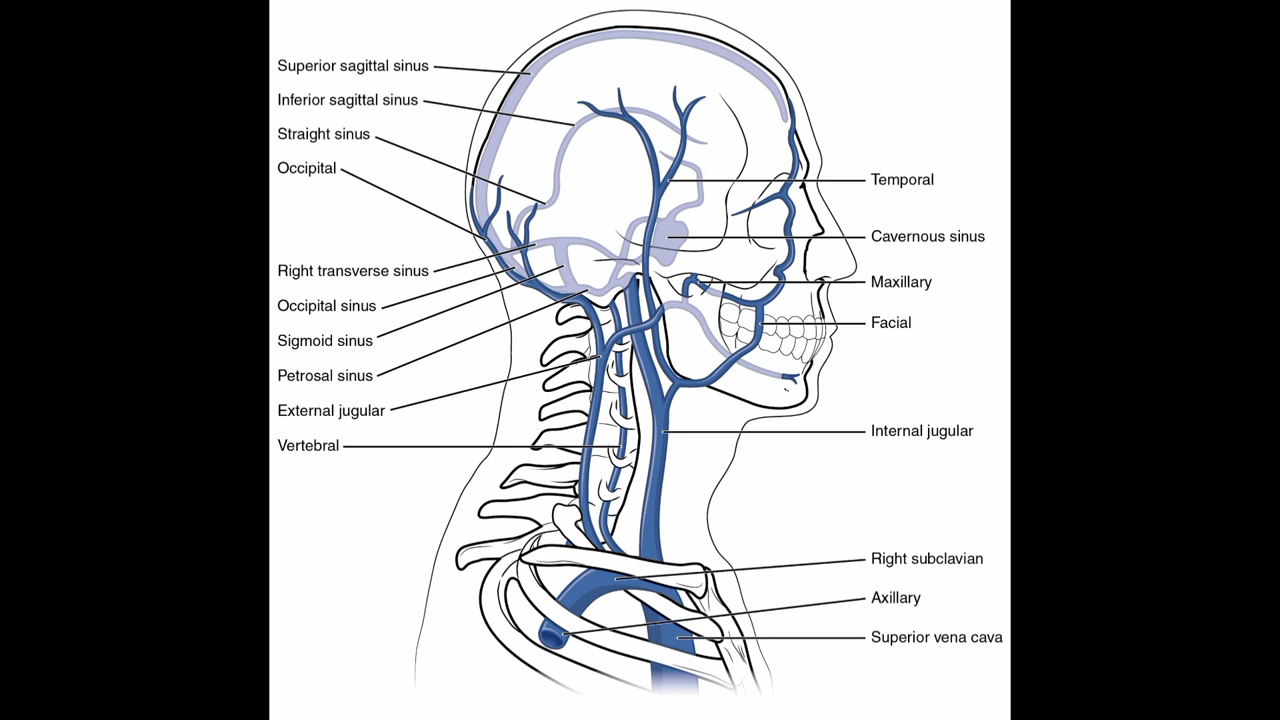 Superior sagittal sinus
Inferior sagittal sinus
Straight sinus
Occipital
Right transverse sinus
Occipital sinus
Sigmoid sinus
Petrosal sinus
External jugular
Vertebral
Temporal
Cavernous sinus
Maxillary
Facial
Internal jugular
Right subclavian
Axillary
Superior vena cava